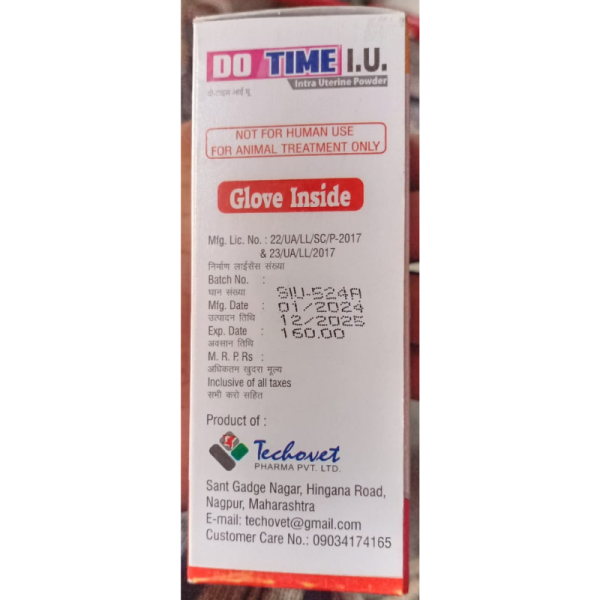 DO TIME I.U.
Intra Uterine Powder
डो-टाइम आई यू
NOT FOR HUMAN USE
FOR ANIMAL TREATMENT ONLY
Glove Inside
Mfg. Lic. No. : 22/UA/LL/SC/P-2017
& 23/UA/LL/2017
निर्माण लाईसेंस संख्या
Batch No. :
घान संख्या SIU-524A
Mfg. Date : 01/2024
उत्पादन तिथि 12/2025
Exp. Date : 160.00
अवसान तिथि
M. R. P. Rs :
अधिकतम खुदरा मूल्य
Inclusive of all taxes
सभी करो सहित
Product of :
Techovet
PHARMA PVT. LTD.
Sant Gadge Nagar, Hingana Road,
Nagpur, Maharashtra
E-mail: techovet@gmail.com
Customer Care No.: 09034174165